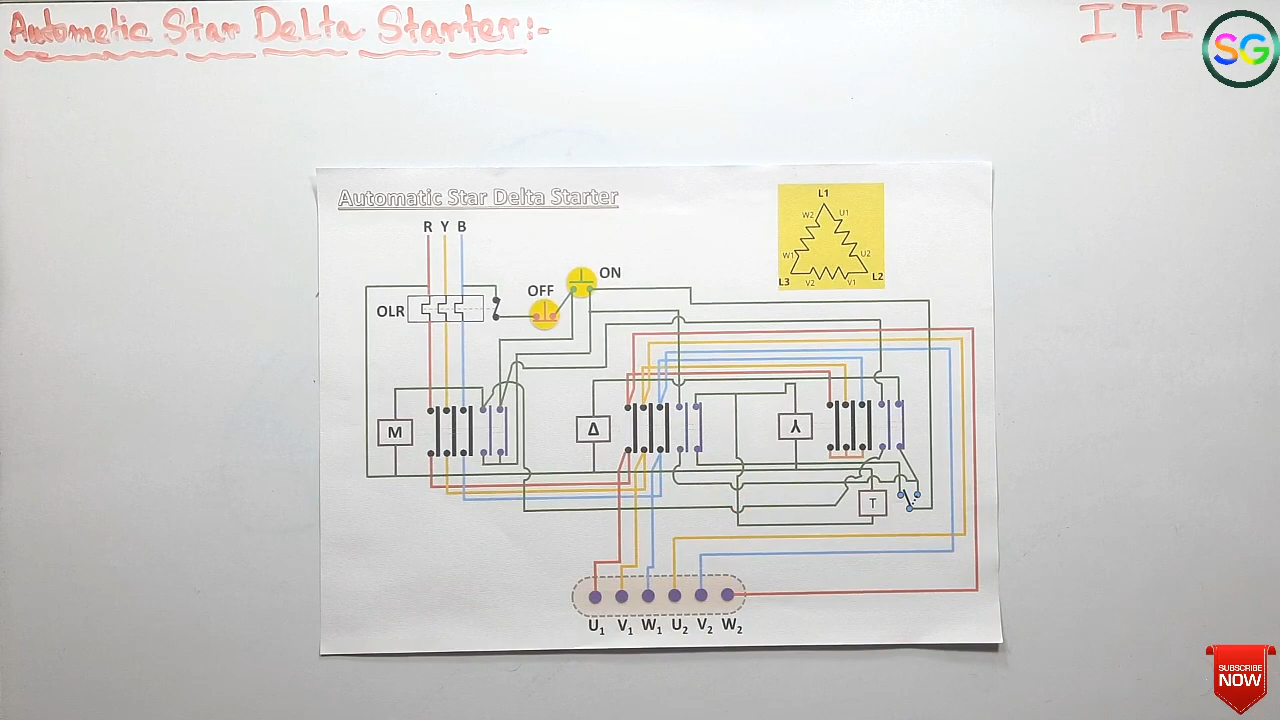 Automatic Star Delta Starter:-
ITI
SG
Automatic Star Delta Starter
L1
W2 U1
W1 U2
L3 V2 V1 L2
R Y B
ON
OFF
OLR
M
Δ
⅄
T
U1 V1 W1 U2 V2 W2
SUBSCRIBE
NOW